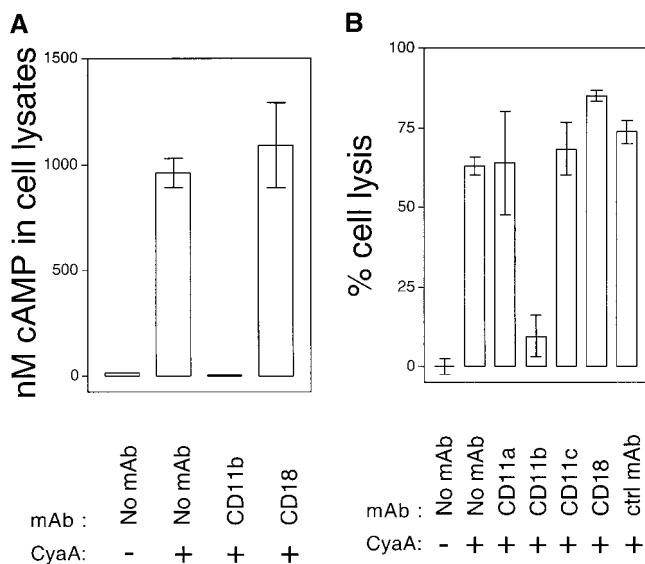 A
nM cAMP in cell lysates
1500
1000
500
0
mAb : No mAb No mAb CD11b CD18
CyaA: - + + +
B
% cell lysis
100
75
50
25
0
mAb : No mAb No mAb CD11a CD11b CD11c CD18 ctrl mAb
CyaA: - + + + + + +